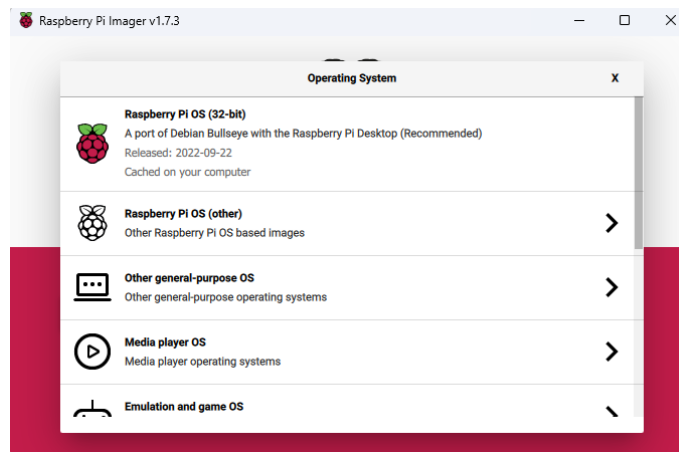 Raspberry Pi Imager v1.7.3
Operating System
X
Raspberry Pi OS (32-bit)
A port of Debian Bullseye with the Raspberry Pi Desktop (Recommended)
Released: 2022-09-22
Cached on your computer
Raspberry Pi OS (other)
Other Raspberry Pi OS based images
Other general-purpose OS
Other general-purpose operating systems
Media player OS
Media player operating systems
Emulation and game OS